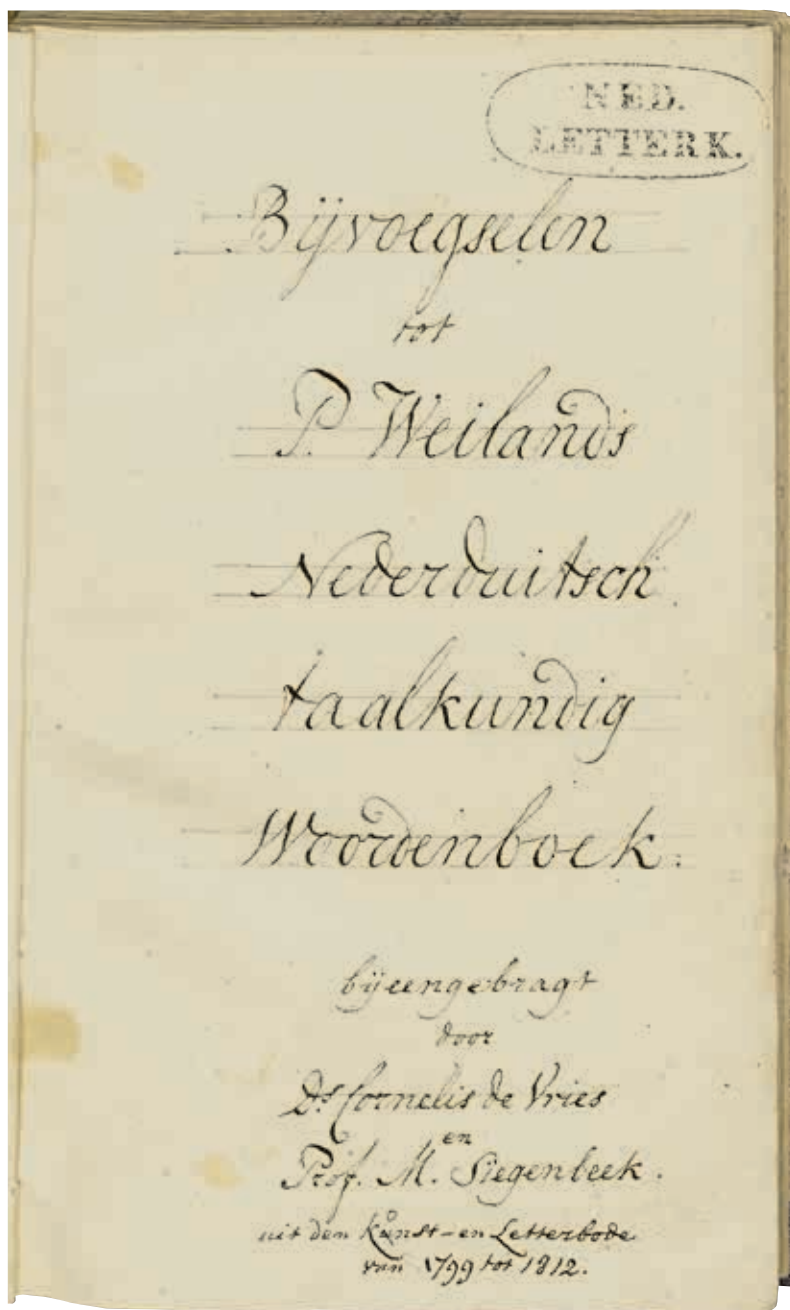 NED.
LETTERK.
Bijvoegselen
tot
P. Weilands
Nederduitsch
taalkundig
Woordenboek.
bijeengebragt
door
Ds. Cornelis de Vries
en
Prof. M. Siegenbeek.
uit den Kunst- en Letterbode
van 1799 tot 1812.